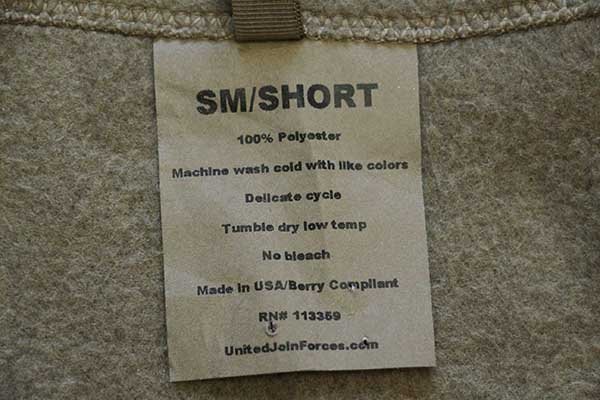 SM/SHORT
100% Polyester
Machine wash cold with like colors
Delicate cycle
Tumble dry low temp
No bleach
Made in USA/Berry Compliant
RN# 113359
UnitedJoinForces.com